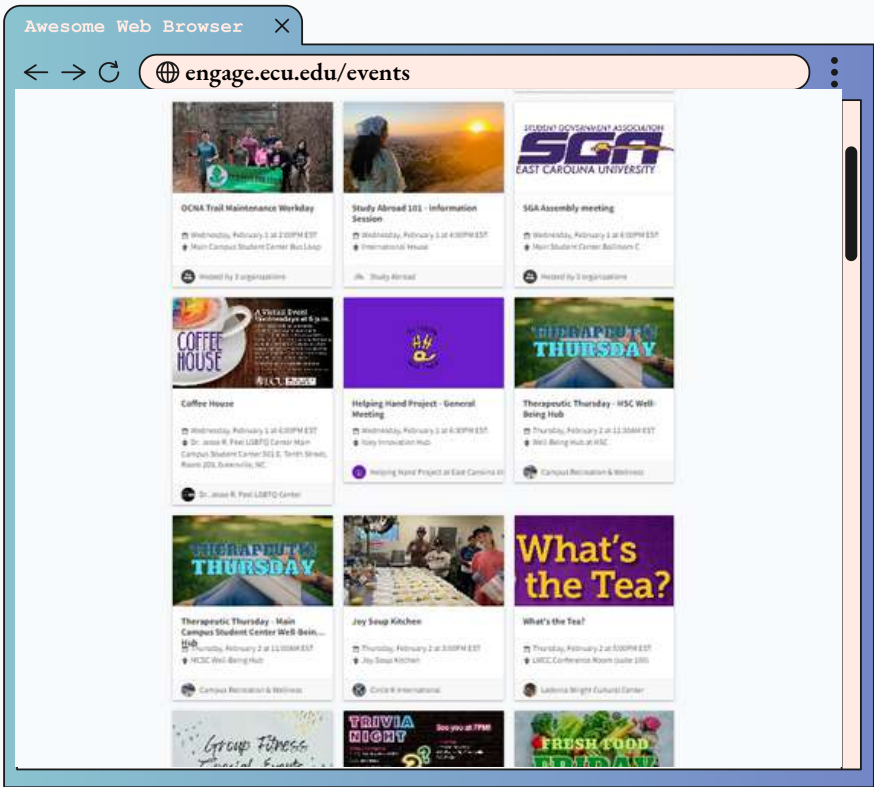 Awesome Web Browser
engage.ecu.edu/events
STUDENT GOVERNMENT ASSOCIATION
SGA
EAST CAROLINA UNIVERSITY
OCNA Trail Maintenance Workday
Wednesday, February 1 at 2:00PM EST
Main Campus Student Center Bus Loop
Hosted by 3 organizations
Study Abroad 101 - Information
Session
Wednesday, February 1 at 4:00PM EST
International House
Study Abroad
SGA Assembly meeting
Wednesday, February 1 at 6:00PM EST
Main Student Center Ballroom C
Hosted by 5 organizations
COFFEE
HOUSE
A Virtual Event
Wednesdays at 6 p.m.
ECU
Coffee House
Wednesday, February 1 at 6:00PM EST
Dr. Jesse R. Peel LGBTQ Center Main
Campus Student Center 501 E. Tenth Street,
Room 203, Greenville, NC
Dr. Jesse R. Peel LGBTQ Center
Helping Hand Project - General
Meeting
Wednesday, February 1 at 6:30PM EST
Isley Innovation Hub
Helping Hand Project at East Carolina
THERAPEUTIC
THURSDAY
Therapeutic Thursday - HSC Well-
Being Hub
Thursday, February 2 at 11:30AM EST
Well-Being Hub at HSC
Campus Recreation & Wellness
THERAPEUTIC
THURSDAY
Therapeutic Thursday - Main
Campus Student Center Well-Bein...
Hub
Thursday, February 2 at 11:30AM EST
MCSC Well-Being Hub
Campus Recreation & Wellness
Joy Soup Kitchen
Thursday, February 2 at 3:00PM EST
Joy Soup Kitchen
Circle K International
What's
the Tea?
What's the Tea?
Thursday, February 2 at 5:00PM EST
LWCC Conference Room (suite 100)
Ledonia Wright Cultural Center
Group Fitness
Special Events
TRIVIA
NIGHT
See you at 7PM!
FRESH FOOD
FRIDAY